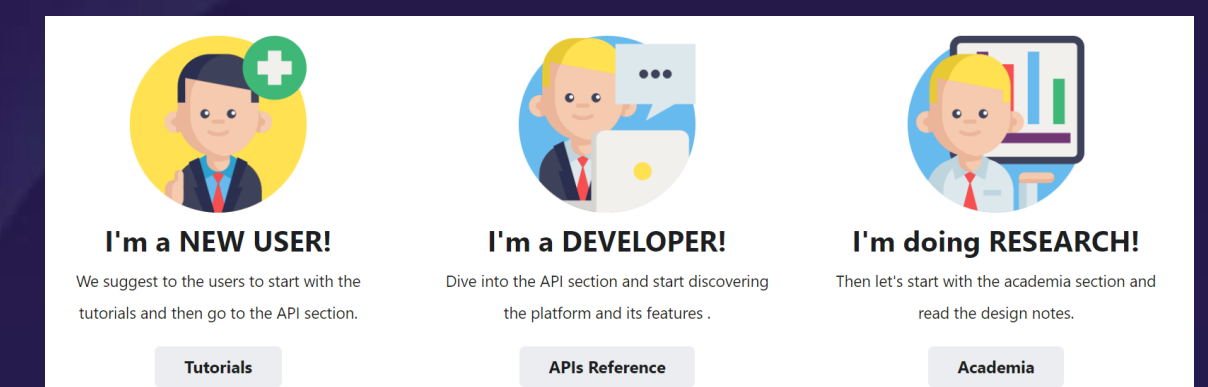 I'm a NEW USER!
We suggest to the users to start with the
tutorials and then go to the API section.
Tutorials
I'm a DEVELOPER!
Dive into the API section and start discovering
the platform and its features .
APIs Reference
I'm doing RESEARCH!
Then let's start with the academia section and
read the design notes.
Academia